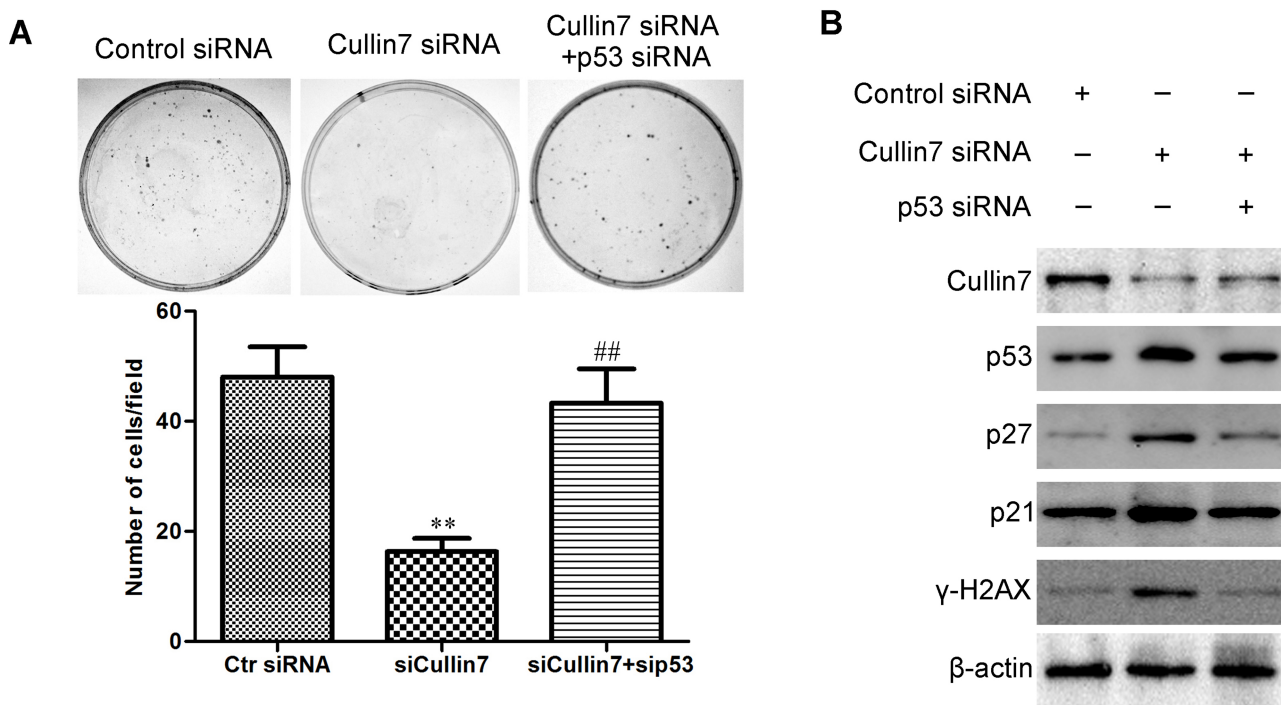 A
Control siRNA
Cullin7 siRNA
Cullin7 siRNA
+p53 siRNA
60
40
20
0
Number of cells/field
**
##
Ctr siRNA
siCullin7
siCullin7+sip53
B
Control siRNA + − −
Cullin7 siRNA − + +
p53 siRNA − − +
Cullin7
p53
p27
p21
γ-H2AX
β-actin